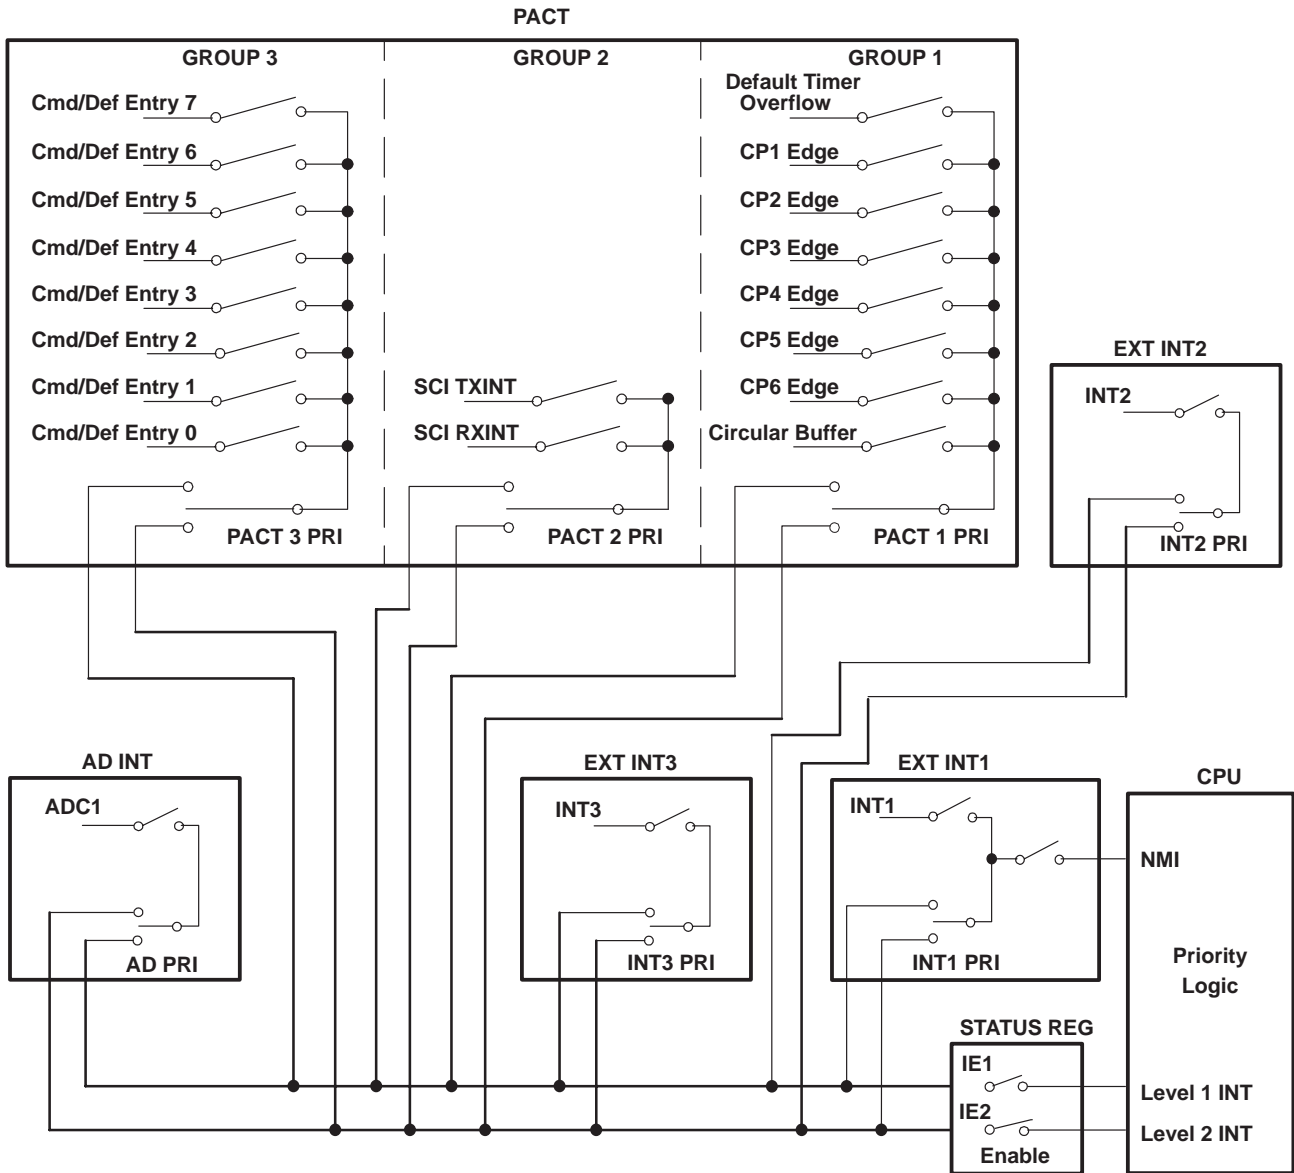 PACT
GROUP 3
GROUP 2
GROUP 1
Cmd/Def Entry 7
Cmd/Def Entry 6
Cmd/Def Entry 5
Cmd/Def Entry 4
Cmd/Def Entry 3
Cmd/Def Entry 2
Cmd/Def Entry 1
Cmd/Def Entry 0
PACT 3 PRI
SCI TXINT
SCI RXINT
PACT 2 PRI
Default Timer
Overflow
CP1 Edge
CP2 Edge
CP3 Edge
CP4 Edge
CP5 Edge
CP6 Edge
Circular Buffer
PACT 1 PRI
EXT INT2
INT2
INT2 PRI
AD INT
ADC1
AD PRI
EXT INT3
INT3
INT3 PRI
EXT INT1
INT1
INT1 PRI
CPU
NMI
Priority
Logic
Level 1 INT
Level 2 INT
STATUS REG
IE1
IE2
Enable